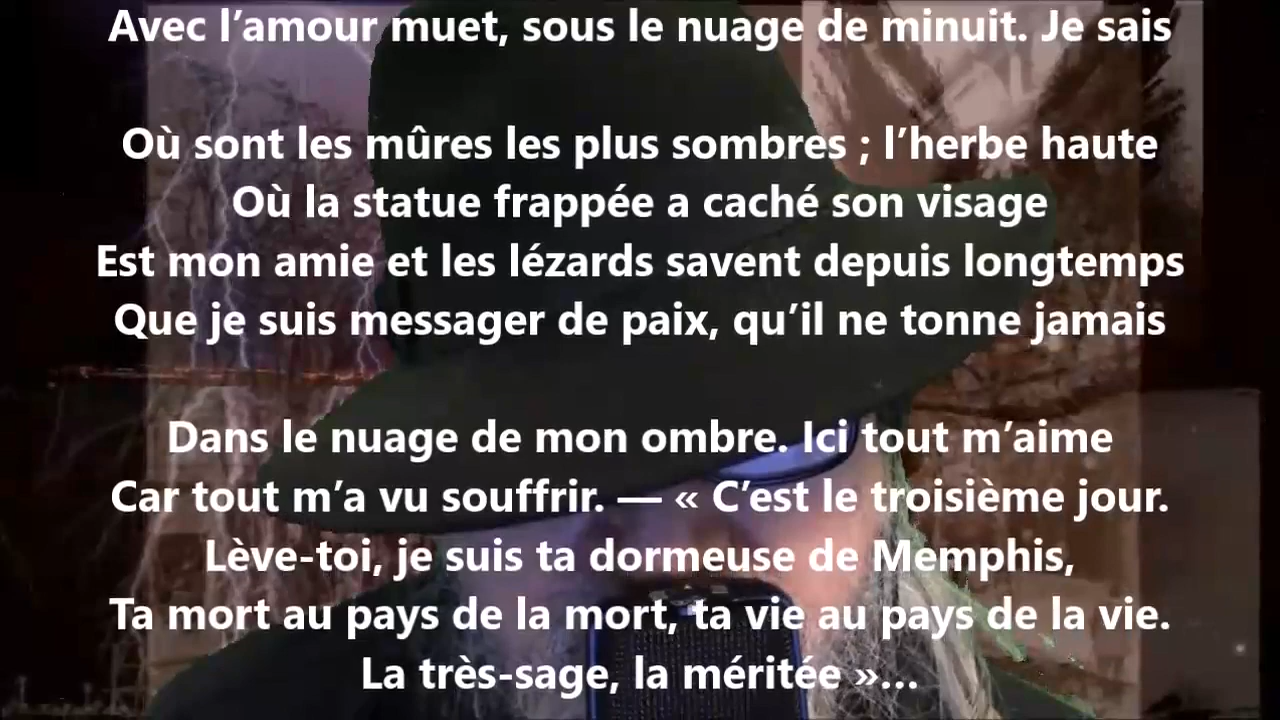 Avec l’amour muet, sous le nuage de minuit. Je sais
Où sont les mûres les plus sombres ; l’herbe haute
Où la statue frappée a caché son visage
Est mon amie et les lézards savent depuis longtemps
Que je suis messager de paix, qu’il ne tonne jamais
Dans le nuage de mon ombre. Ici tout m’aime
Car tout m’a vu souffrir. — « C’est le troisième jour.
Lève-toi, je suis ta dormeuse de Memphis,
Ta mort au pays de la mort, ta vie au pays de la vie.
La très-sage, la méritée »…